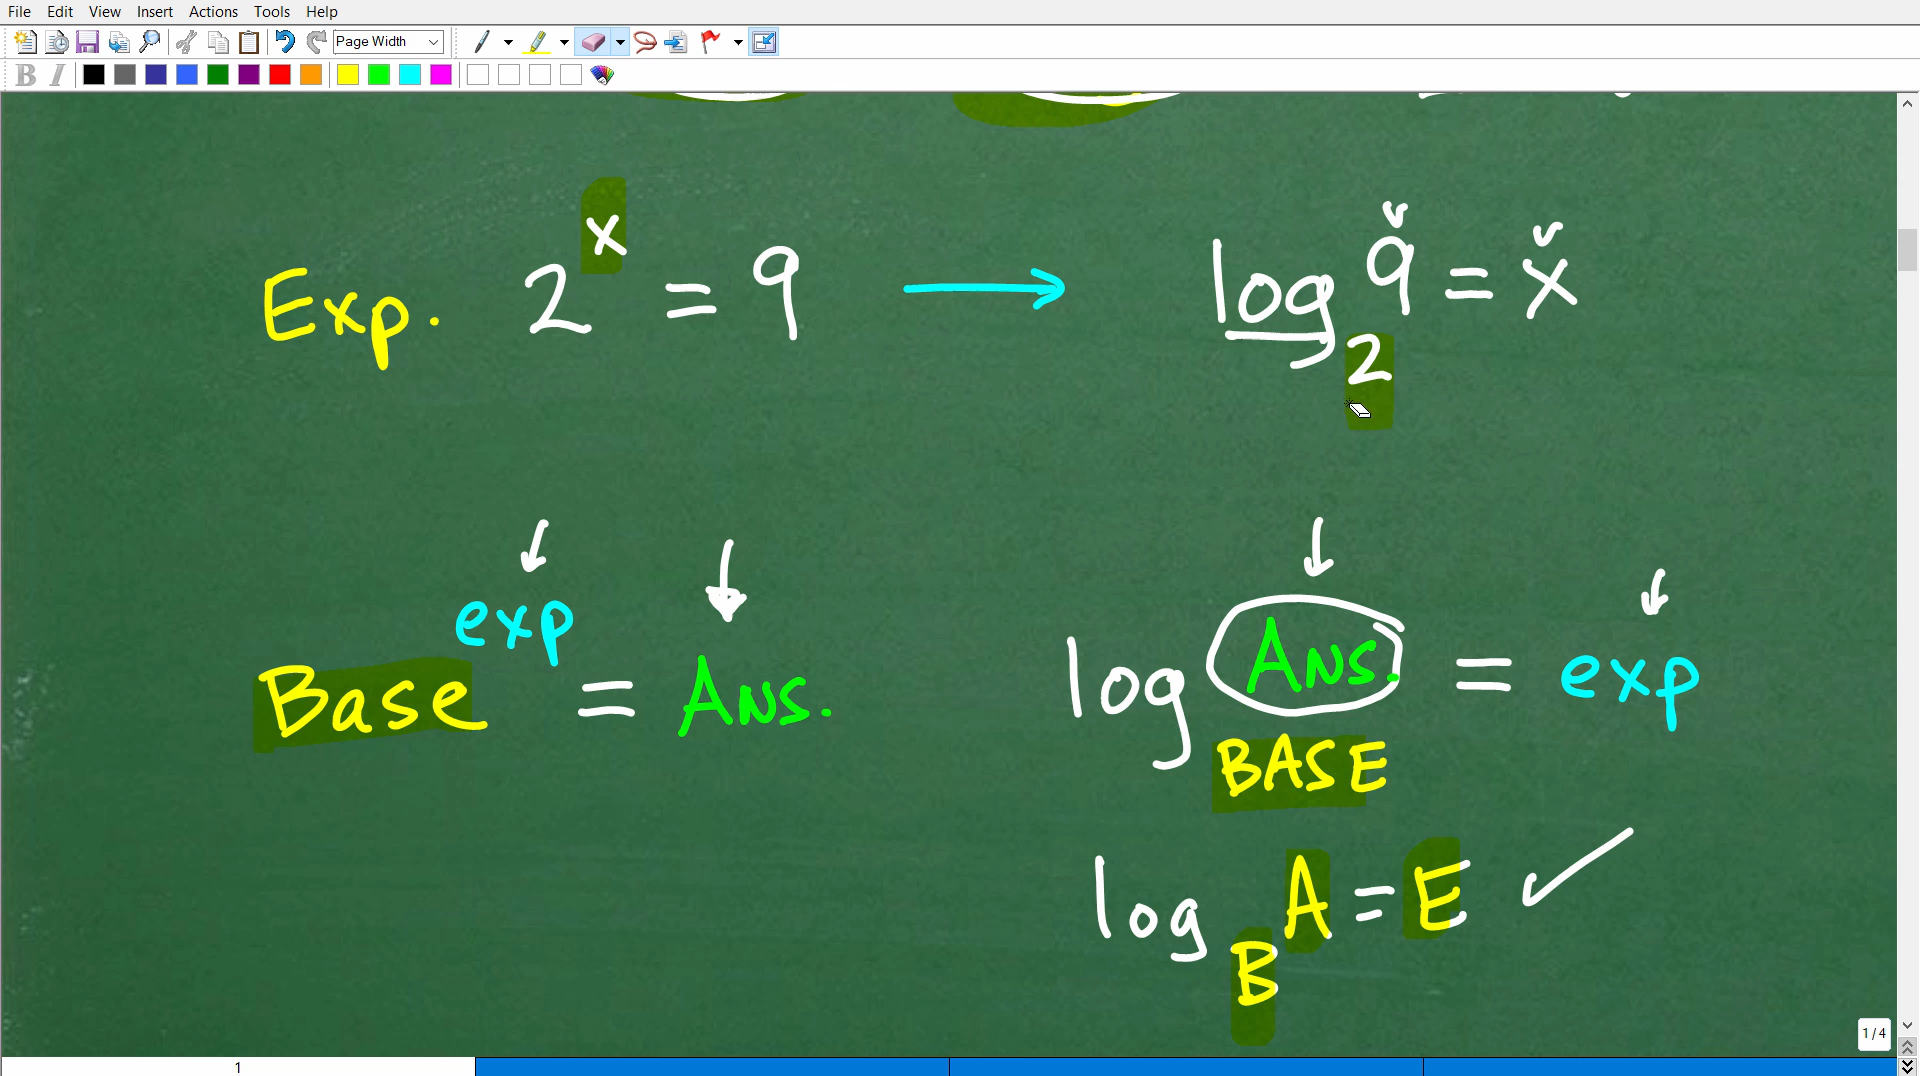 File Edit View Insert Actions Tools Help
Page Width
B I
Exp. 2^x = 9 → log₂ 9 = x
Base^exp = Ans.
log_BASE Ans. = exp
log_B A = E ✓
1 / 4
1